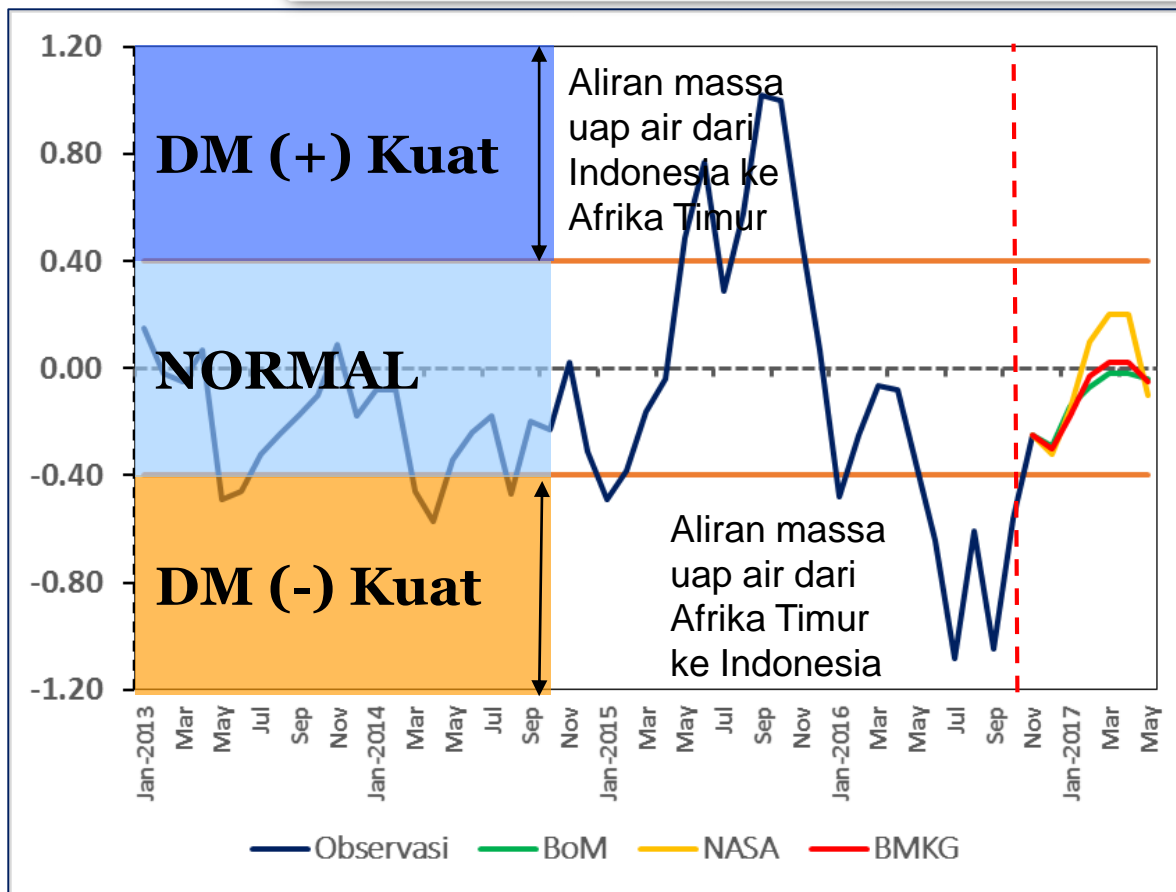 1.20
0.80
0.40
0.00
-0.40
-0.80
-1.20
DM (+) Kuat
NORMAL
DM (-) Kuat
Aliran massa
uap air dari
Indonesia ke
Afrika Timur
Aliran massa
uap air dari
Afrika Timur
ke Indonesia
Jan-2013
Mar
May
Jul
Sep
Nov
Jan-2014
Mar
May
Jul
Sep
Nov
Jan-2015
Mar
May
Jul
Sep
Nov
Jan-2016
Mar
May
Jul
Sep
Nov
Jan-2017
Mar
May
Observasi BoM NASA BMKG